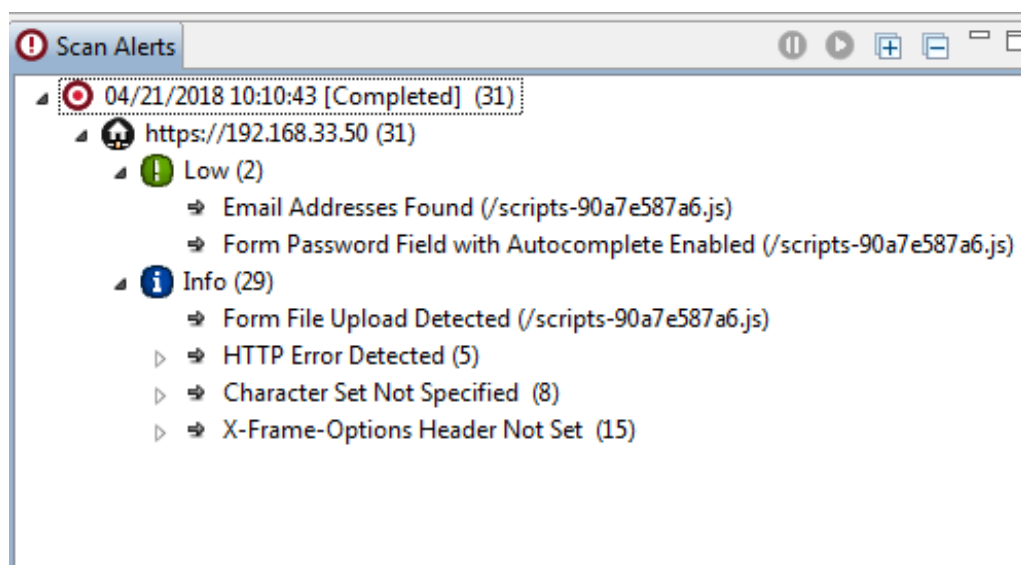 Scan Alerts
04/21/2018 10:10:43 [Completed] (31)
https://192.168.33.50 (31)
Low (2)
Email Addresses Found (/scripts-90a7e587a6.js)
Form Password Field with Autocomplete Enabled (/scripts-90a7e587a6.js)
Info (29)
Form File Upload Detected (/scripts-90a7e587a6.js)
HTTP Error Detected (5)
Character Set Not Specified (8)
X-Frame-Options Header Not Set (15)